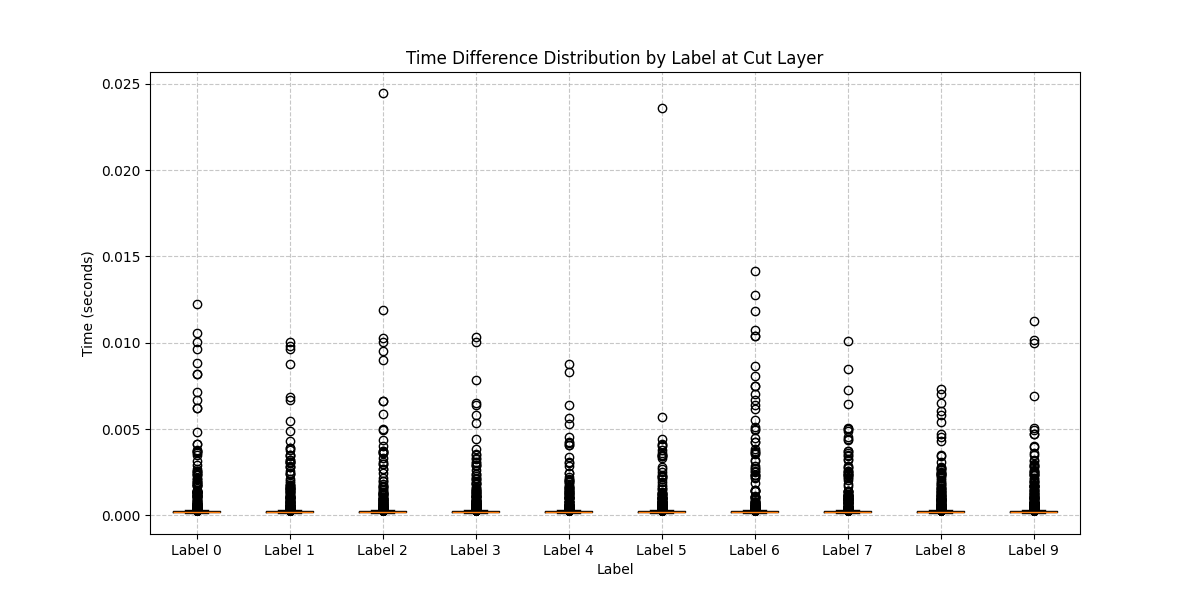 Time Difference Distribution by Label at Cut Layer
Time (seconds)
0.025
0.020
0.015
0.010
0.005
0.000
Label 0 Label 1 Label 2 Label 3 Label 4 Label 5 Label 6 Label 7 Label 8 Label 9
Label